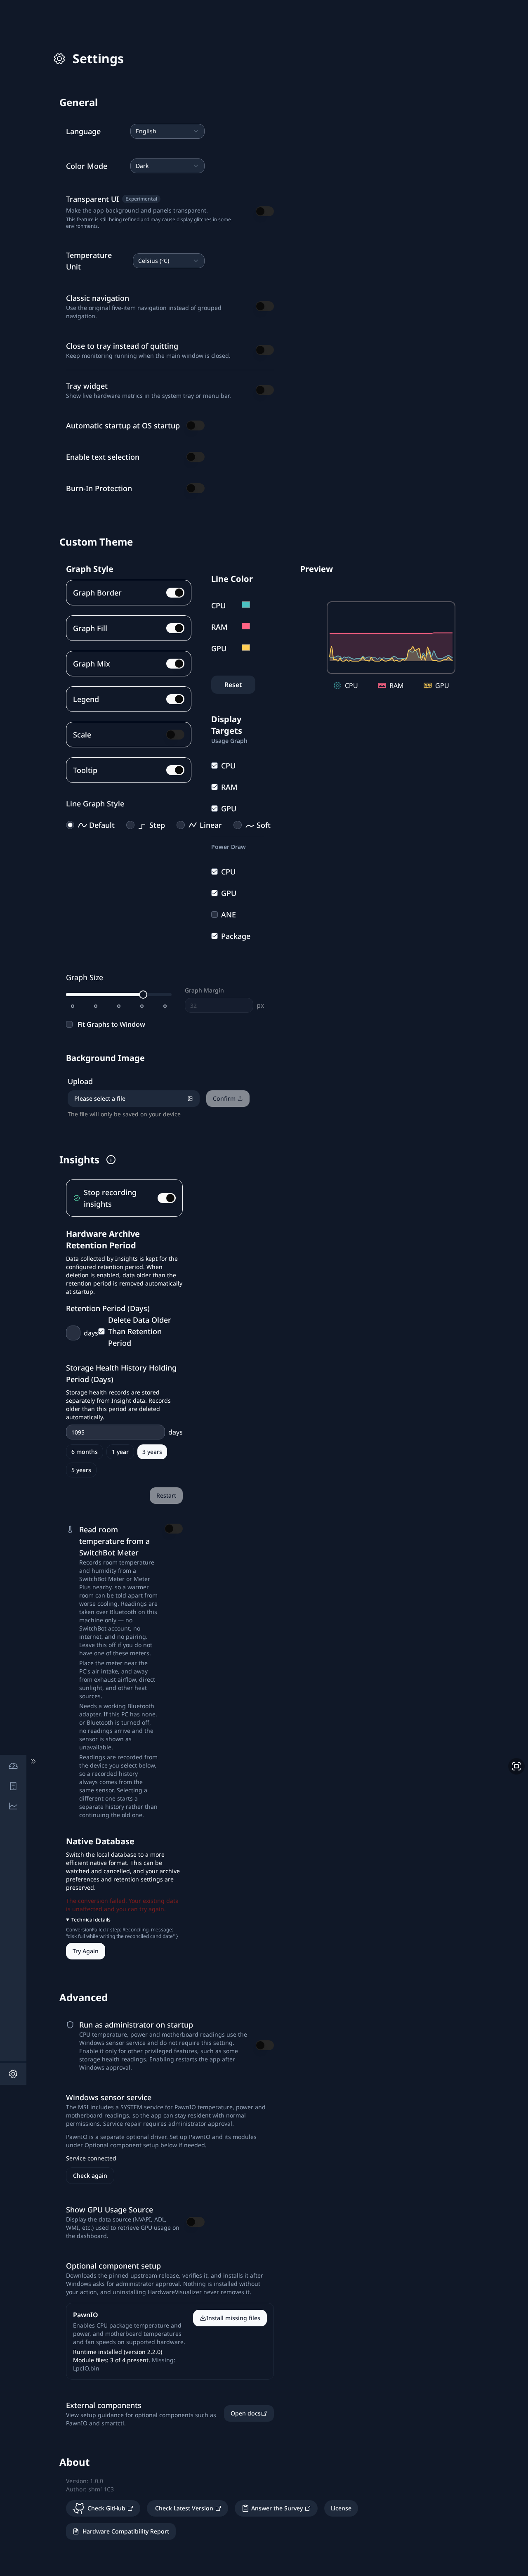 Settings
General
Language
English
Color Mode
Dark
Transparent UI Experimental
Make the app background and panels transparent.
This feature is still being refined and may cause display glitches in some
environments.
Temperature
Unit
Celsius (°C)
Classic navigation
Use the original five-item navigation instead of grouped
navigation.
Close to tray instead of quitting
Keep monitoring running when the main window is closed.
Tray widget
Show live hardware metrics in the system tray or menu bar.
Automatic startup at OS startup
Enable text selection
Burn-In Protection
Custom Theme
Graph Style
Graph Border
Graph Fill
Graph Mix
Legend
Scale
Tooltip
Line Graph Style
Default
Step
Linear
Soft
Line Color
CPU
RAM
GPU
Reset
Display
Targets
Usage Graph
CPU
RAM
GPU
Power Draw
CPU
GPU
ANE
Package
Preview
CPU
RAM
GPU
Graph Size
Graph Margin
32
px
Fit Graphs to Window
Background Image
Upload
Please select a file
Confirm
The file will only be saved on your device
Insights
Stop recording
insights
Hardware Archive
Retention Period
Data collected by Insights is kept for the
configured retention period. When
deletion is enabled, data older than the
retention period is removed automatically
at startup.
Retention Period (Days)
days
Delete Data Older
Than Retention
Period
Storage Health History Holding
Period (Days)
Storage health records are stored
separately from Insight data. Records
older than this period are deleted
automatically.
1095
days
6 months
1 year
3 years
5 years
Restart
Read room
temperature from a
SwitchBot Meter
Records room temperature
and humidity from a
SwitchBot Meter or Meter
Plus nearby, so a warmer
room can be told apart from
worse cooling. Readings are
taken over Bluetooth on this
machine only — no
SwitchBot account, no
internet, and no pairing.
Leave this off if you do not
have one of these meters.
Place the meter near the
PC's air intake, and away
from exhaust airflow, direct
sunlight, and other heat
sources.
Needs a working Bluetooth
adapter. If this PC has none,
or Bluetooth is turned off,
no readings arrive and the
sensor is shown as
unavailable.
Readings are recorded from
the device you select below,
so a recorded history
always comes from the
same sensor. Selecting a
different one starts a
separate history rather than
continuing the old one.
Native Database
Switch the local database to a more
efficient native format. This can be
watched and cancelled, and your archive
preferences and retention settings are
preserved.
The conversion failed. Your existing data
is unaffected and you can try again.
Technical details
ConversionFailed { step: Reconciling, message:
"disk full while writing the reconciled candidate" }
Try Again
Advanced
Run as administrator on startup
CPU temperature, power and motherboard readings use the
Windows sensor service and do not require this setting.
Enable it only for other privileged features, such as some
storage health readings. Enabling restarts the app after
Windows approval.
Windows sensor service
The MSI includes a SYSTEM service for PawnIO temperature, power and
motherboard readings, so the app can stay resident with normal
permissions. Service repair requires administrator approval.
PawnIO is a separate optional driver. Set up PawnIO and its modules
under Optional component setup below if needed.
Service connected
Check again
Show GPU Usage Source
Display the data source (NVAPI, ADL,
WMI, etc.) used to retrieve GPU usage on
the dashboard.
Optional component setup
Downloads the pinned upstream release, verifies it, and installs it after
Windows asks for administrator approval. Nothing is installed without
your action, and uninstalling HardwareVisualizer never removes it.
PawnIO
Enables CPU package temperature and
power, and motherboard temperatures
and fan speeds on supported hardware.
Runtime installed (version 2.2.0)
Module files: 3 of 4 present. Missing:
LpcIO.bin
Install missing files
External components
View setup guidance for optional components such as
PawnIO and smartctl.
Open docs
About
Version: 1.0.0
Author: shm11C3
Check GitHub
Check Latest Version
Answer the Survey
License
Hardware Compatibility Report